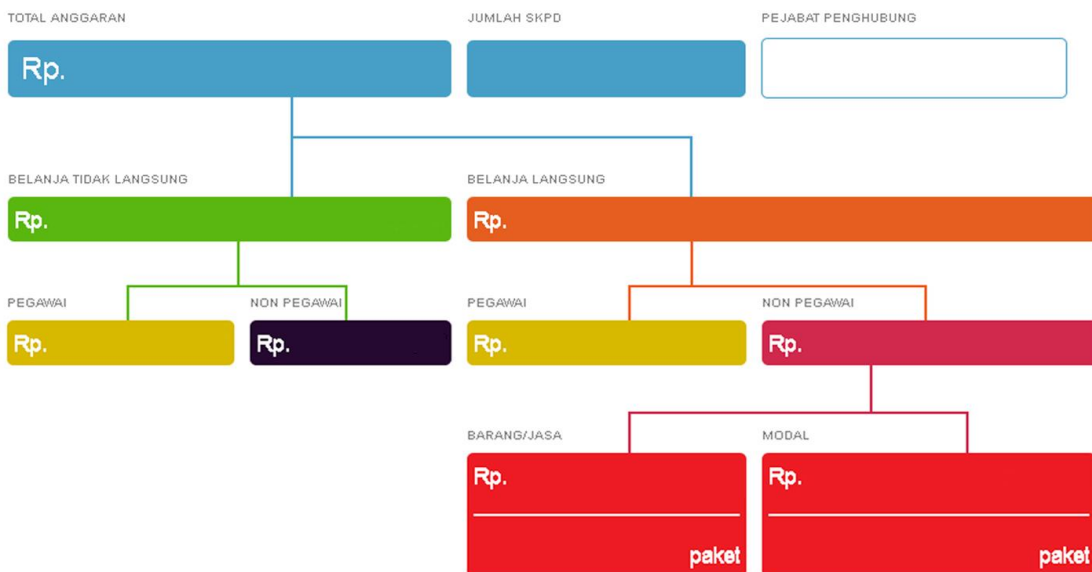 TOTAL ANGGARAN
JUMLAH SKPD
PEJABAT PENGHUBUNG
Rp.
BELANJA TIDAK LANGSUNG
BELANJA LANGSUNG
Rp.
Rp.
PEGAWAI
NON PEGAWAI
PEGAWAI
NON PEGAWAI
Rp.
Rp.
Rp.
Rp.
BARANG/JASA
MODAL
Rp.
Rp.
paket
paket